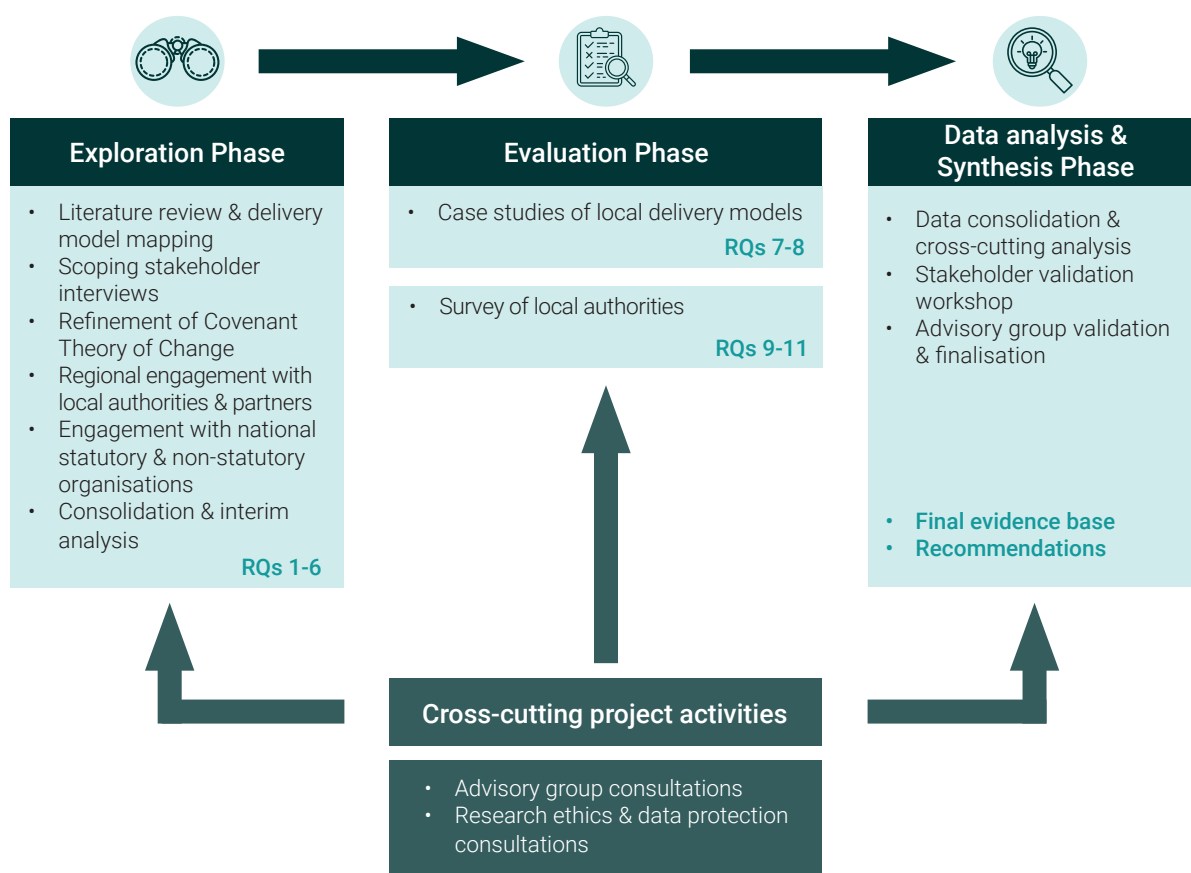 Exploration Phase
• Literature review & delivery
model mapping
• Scoping stakeholder
interviews
• Refinement of Covenant
Theory of Change
• Regional engagement with
local authorities & partners
• Engagement with national
statutory & non-statutory
organisations
• Consolidation & interim
analysis
RQs 1-6
Evaluation Phase
• Case studies of local delivery models
RQs 7-8
• Survey of local authorities
RQs 9-11
Data analysis &
Synthesis Phase
• Data consolidation &
cross-cutting analysis
• Stakeholder validation
workshop
• Advisory group validation
& finalisation
• Final evidence base
• Recommendations
Cross-cutting project activities
• Advisory group consultations
• Research ethics & data protection
consultations